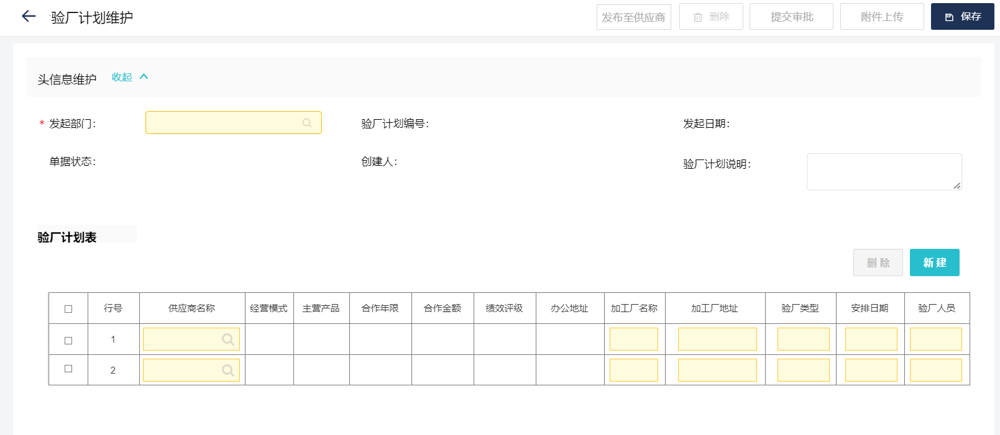 验厂计划维护
发布至供应商 删除 提交审批 附件上传 保存
头信息维护 收起
* 发起部门： 验厂计划编号： 发起日期：
单据状态： 创建人： 验厂计划说明：
验厂计划表
删 除 新 建
行号 供应商名称 经营模式 主营产品 合作年限 合作金额 绩效评级 办公地址 加工厂名称 加工厂地址 验厂类型 安排日期 验厂人员
1
2